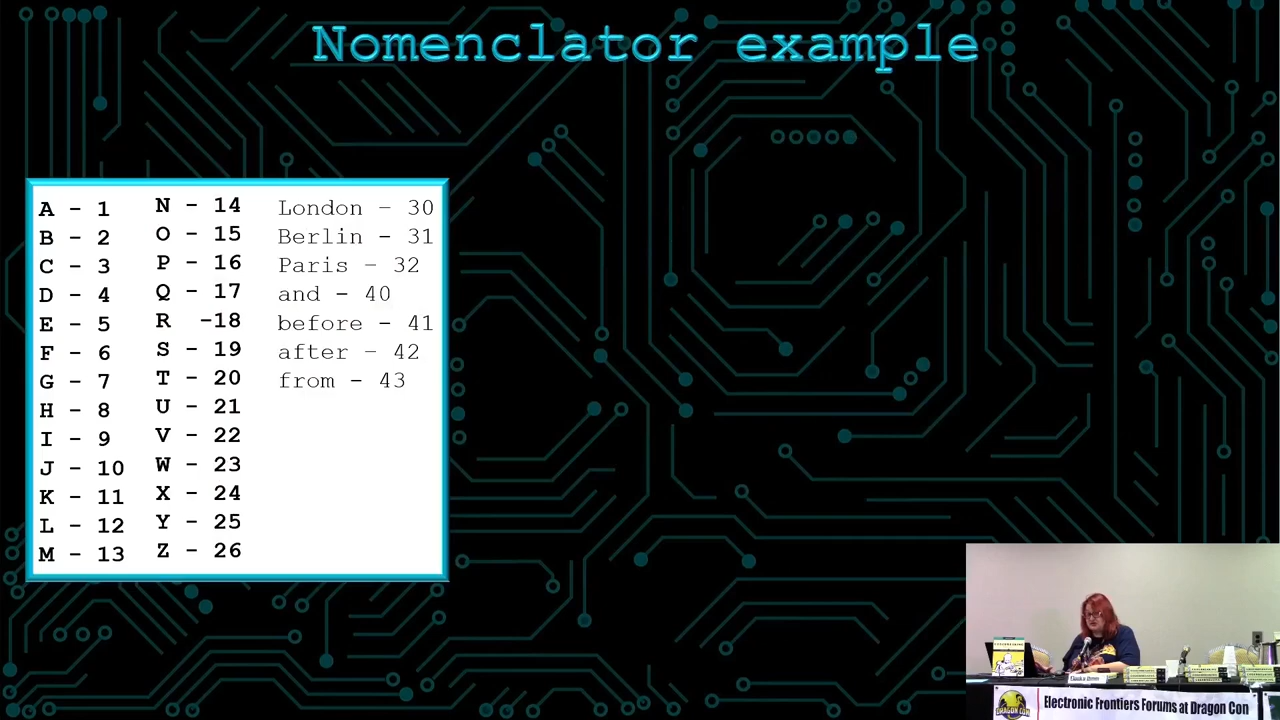 Nomenclator example
A - 1
B - 2
C - 3
D - 4
E - 5
F - 6
G - 7
H - 8
I - 9
J - 10
K - 11
L - 12
M - 13
N - 14
O - 15
P - 16
Q - 17
R -18
S - 19
T - 20
U - 21
V - 22
W - 23
X - 24
Y - 25
Z - 26
London – 30
Berlin - 31
Paris – 32
and - 40
before - 41
after – 42
from - 43
DRAGON CON
Electronic Frontiers Forums at Dragon Con